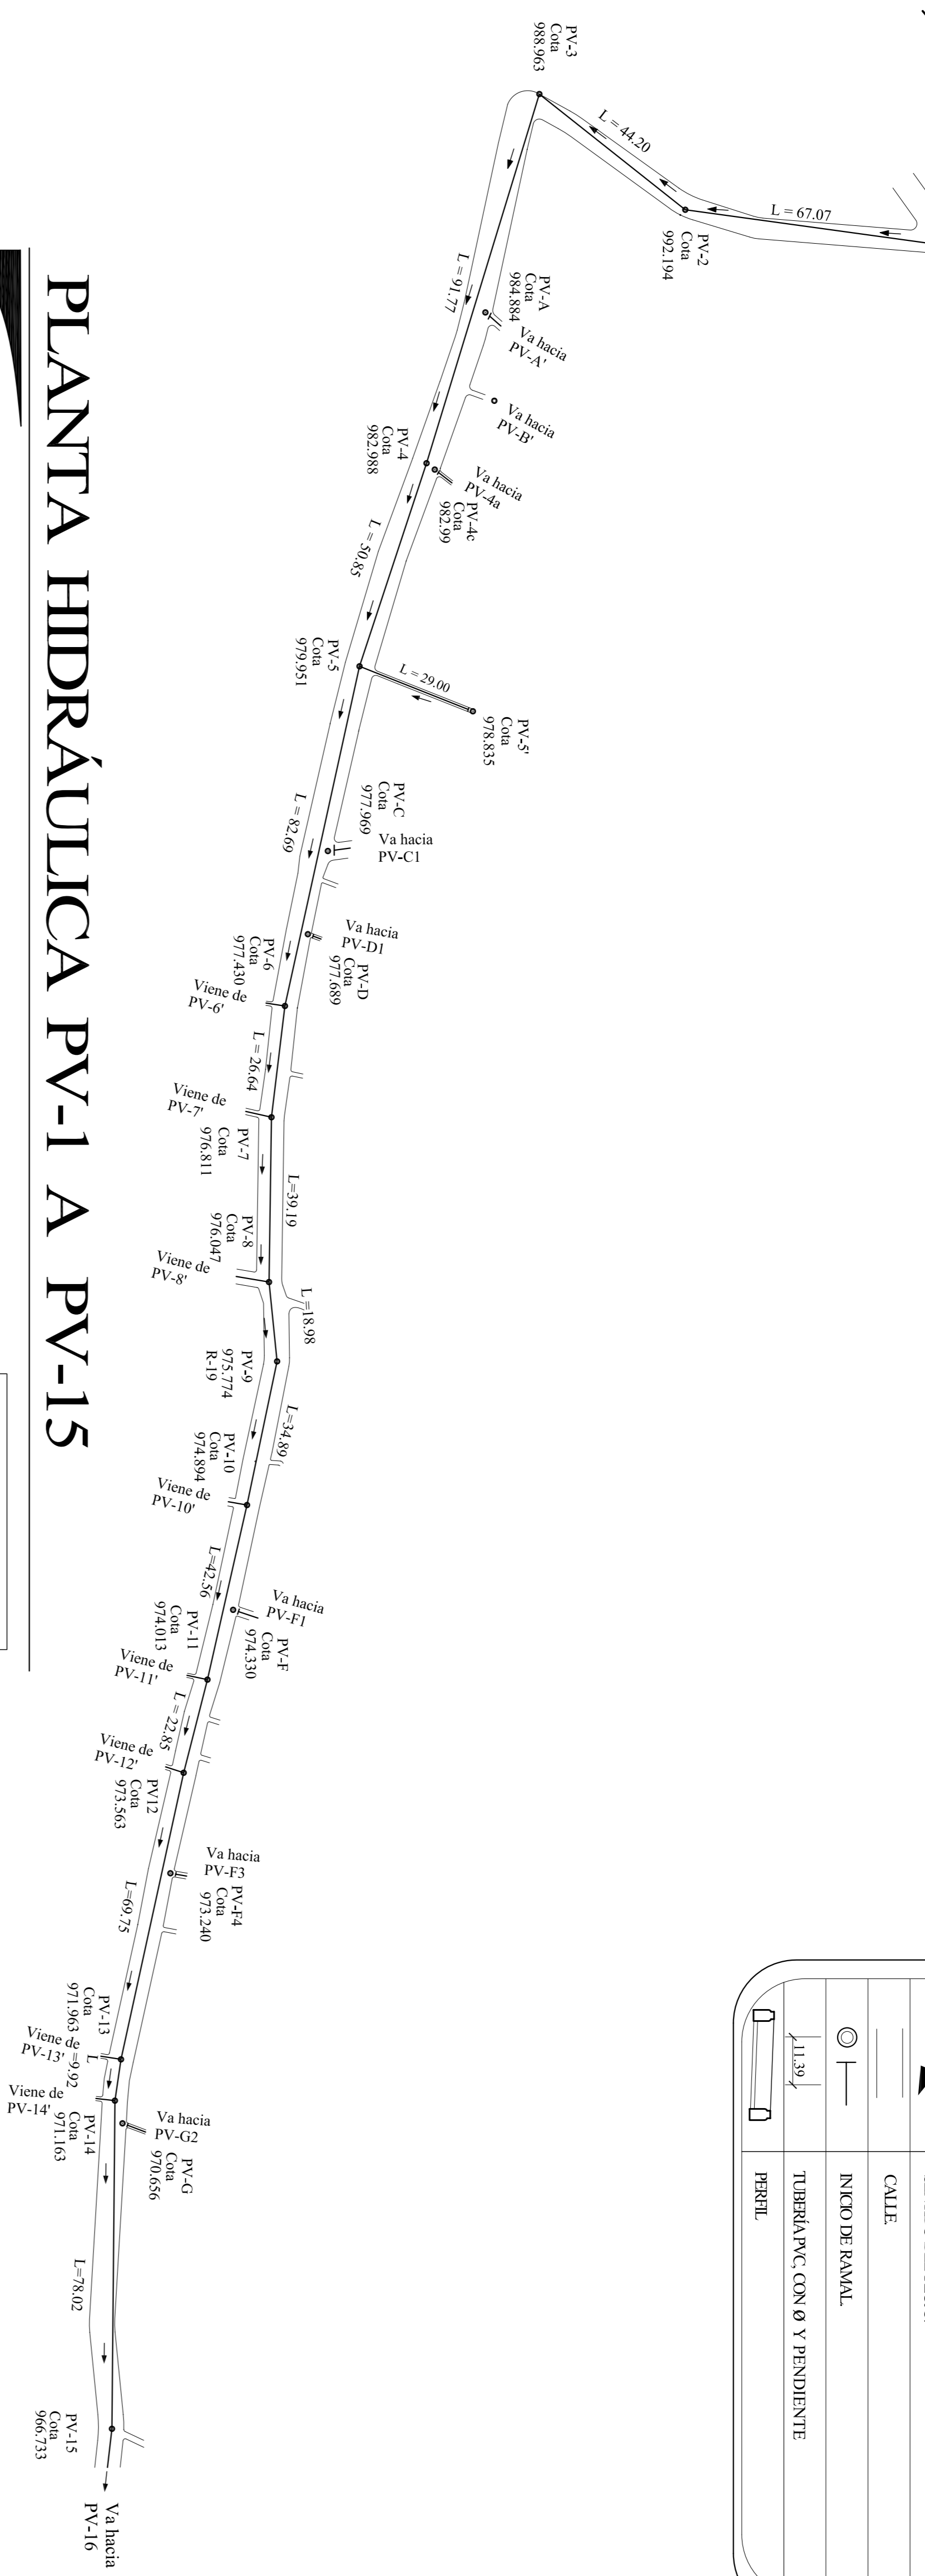 PV-3
Cota
988.963
L = 44.20
L = 67.07
PV-2
Cota
992.194
L = 91.77
PV-A
Cota
984.884
Va hacia
PV-A'
Va hacia
PV-B'
PV-4
Cota
982.988
Va hacia
PV-4a
PV-4c
Cota
982.99
L = 50.85
PV-5
Cota
979.951
L = 29.00
PV-5'
Cota
978.835
PV-C
Cota
977.969
Va hacia
PV-C1
L = 82.69
Va hacia
PV-D1
PV-D
Cota
977.689
PV-6
Cota
977.430
Viene de
PV-6'
L = 26.64
Viene de
PV-7'
PV-7
Cota
976.811
L=39.19
PV-8
Cota
976.047
Viene de
PV-8'
L =18.98
PV-9
975.774
R-19
L=34.89
PV-10
Cota
974.894
Viene de
PV-10'
L=42.56
Va hacia
PV-F1
PV-F
Cota
974.330
PV-11
Cota
974.013
Viene de
PV-11'
L = 22.85
Viene de
PV-12'
PV12
Cota
973.563
Va hacia
PV-F3
PV-F4
Cota
973.240
L=69.75
PV-13
Cota
971.963
Viene de
PV-13'
L
=9.92
Viene de
PV-14'
PV-14
Cota
971.163
Va hacia
PV-G2
PV-G
Cota
970.656
L=78.02
PV-15
Cota
966.733
Va hacia
PV-16
PLANTA HIDRÁULICA PV-1 A PV-15
CALLE.
INICIO DE RAMAL.
11.39
TUBERÍA PVC, CON Ø Y PENDIENTE
PERFIL